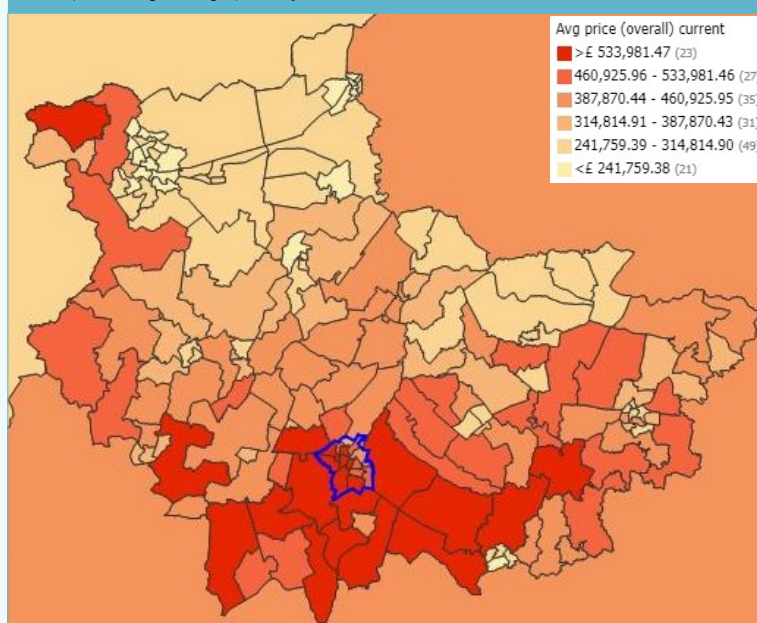 Avg price (overall) current
>£ 533,981.47 (23)
460,925.96 - 533,981.46 (27)
387,870.44 - 460,925.95 (35)
314,814.91 - 387,870.43 (31)
241,759.39 - 314,814.90 (49)
<£ 241,759.38 (21)